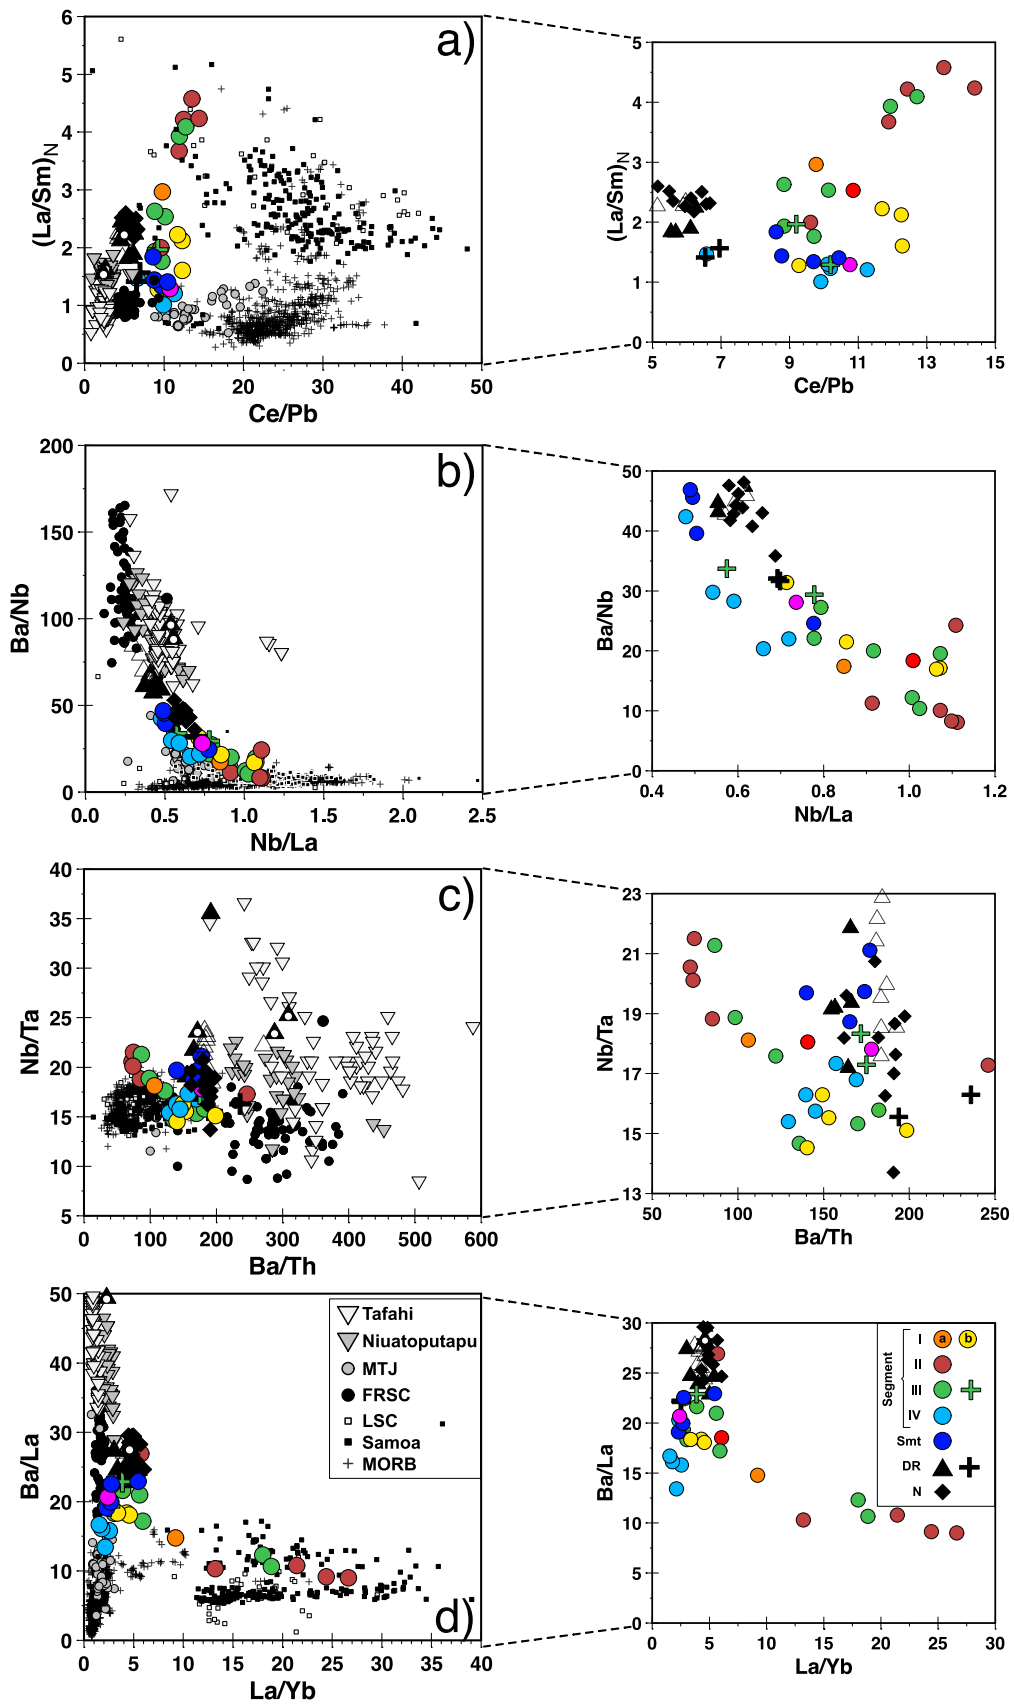 a)
6
5
4
3
2
1
0
(La/Sm)N
0 10 20 30 40 50
Ce/Pb
5
4
3
2
1
0
(La/Sm)N
5 7 9 11 13 15
Ce/Pb
b)
200
150
100
50
0
Ba/Nb
0.0 0.5 1.0 1.5 2.0 2.5
Nb/La
50
40
30
20
10
0
Ba/Nb
0.4 0.6 0.8 1.0 1.2
Nb/La
c)
40
35
30
25
20
15
10
5
Nb/Ta
0 100 200 300 400 500 600
Ba/Th
23
21
19
17
15
13
Nb/Ta
50 100 150 200 250
Ba/Th
d)
50
40
30
20
10
0
Ba/La
0 5 10 15 20 25 30 35 40
La/Yb
Tafahi
Niuatoputapu
MTJ
FRSC
LSC
Samoa
MORB
30
25
20
15
10
5
0
Ba/La
0 5 10 15 20 25 30
La/Yb
Segment
I a b
II
III
IV
Smt
DR
N